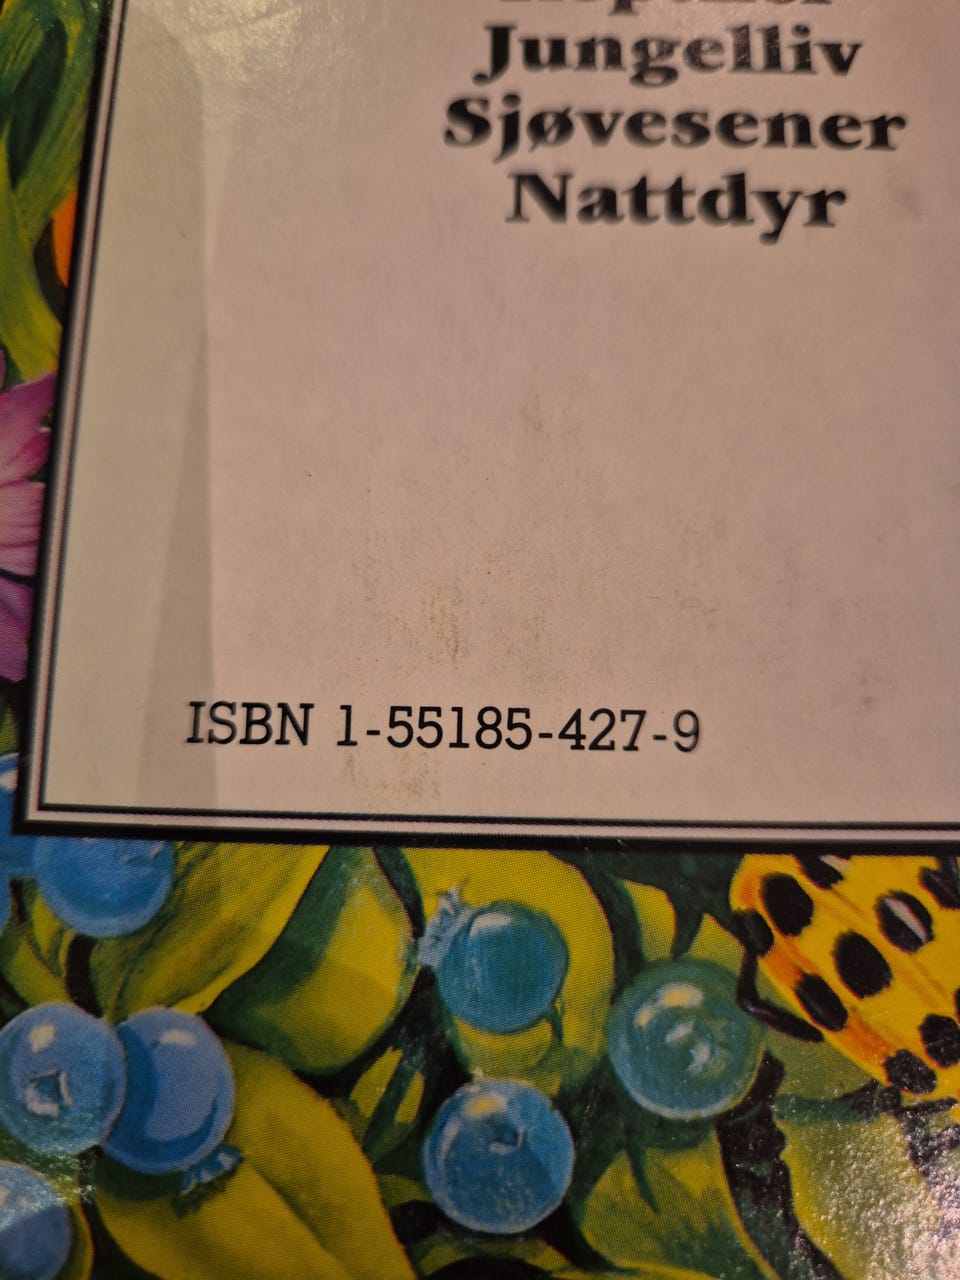 Jungelliv
Sjøvesener
Nattdyr
ISBN 1-55185-427-9